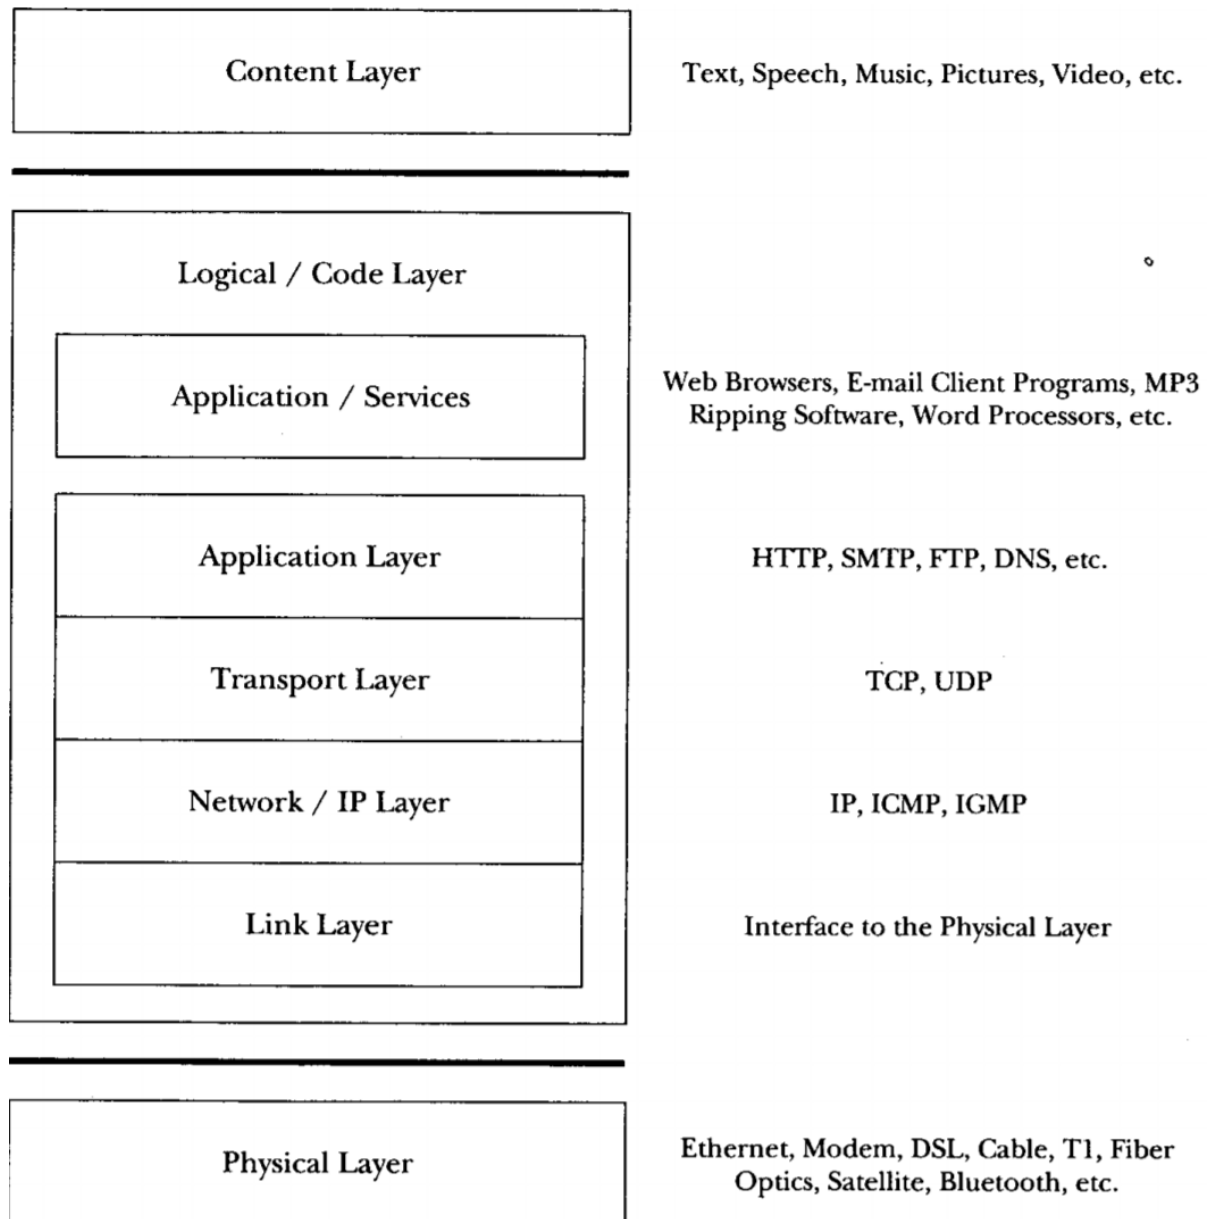 Content Layer
Text, Speech, Music, Pictures, Video, etc.
Logical / Code Layer
Application / Services
Web Browsers, E-mail Client Programs, MP3
Ripping Software, Word Processors, etc.
Application Layer
HTTP, SMTP, FTP, DNS, etc.
Transport Layer
TCP, UDP
Network / IP Layer
IP, ICMP, IGMP
Link Layer
Interface to the Physical Layer
Physical Layer
Ethernet, Modem, DSL, Cable, T1, Fiber
Optics, Satellite, Bluetooth, etc.